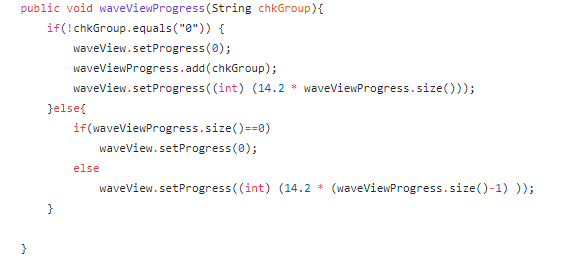 public void waveViewProgress(String chkGroup){
    if(!chkGroup.equals("0")) {
        waveView.setProgress(0);
        waveViewProgress.add(chkGroup);
        waveView.setProgress((int) (14.2 * waveViewProgress.size()));
    }else{
        if(waveViewProgress.size()==0)
            waveView.setProgress(0);
        else
            waveView.setProgress((int) (14.2 * (waveViewProgress.size()-1) ));
    }

}